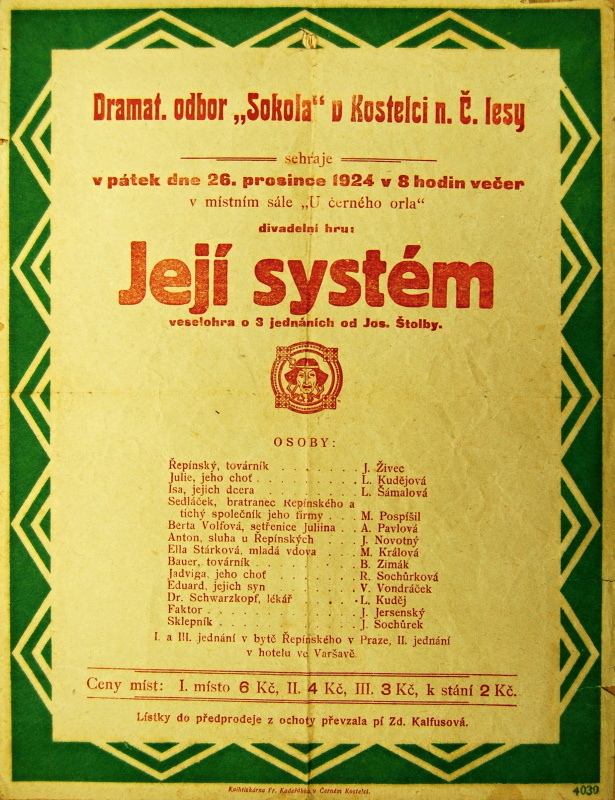 Dramat. odbor „Sokola“ v Kostelci n. Č. lesy
sehraje
v pátek dne 26. prosince 1924 v 8 hodin večer
v místním sále „U černého orla“
divadelní hru:
Její systém
veselohra o 3 jednáních od Jos. Štolby.
OSOBY:
Řepínský, továrník . . . . . . . . J. Živec
Julie, jeho choť . . . . . . . . . L. Kudějová
Isa, jejich dcera . . . . . . . . L. Šámalová
Sedláček, bratranec Řepínského a
tichý společník jeho firmy . . . M. Pospíšil
Berta Volfová, sestřenice Juliina . . A. Pavlová
Anton, sluha u Řepínských . . . . J. Novotný
Ella Stárková, mladá vdova . . . . M. Králová
Bauer, továrník . . . . . . . . . B. Zimák
Jadviga, jeho choť . . . . . . . . R. Sochůrková
Eduard, jejich syn . . . . . . . . V. Vondráček
Dr. Schwarzkopf, lékář . . . . . . L. Kuděj
Faktor . . . . . . . . . . . . . J. Jersenský
Sklepník . . . . . . . . . . . . J. Sochůrek
I. a III. jednání v bytě Řepínského v Praze, II. jednání
v hotelu ve Varšavě.
Ceny míst: I. místo 6 Kč, II. 4 Kč, III. 3 Kč, k stání 2 Kč.
Lístky do předprodeje z ochoty převzala pí Zd. Kalfusová.
Knihtiskárna Fr. v Černém Kostelci.
4030